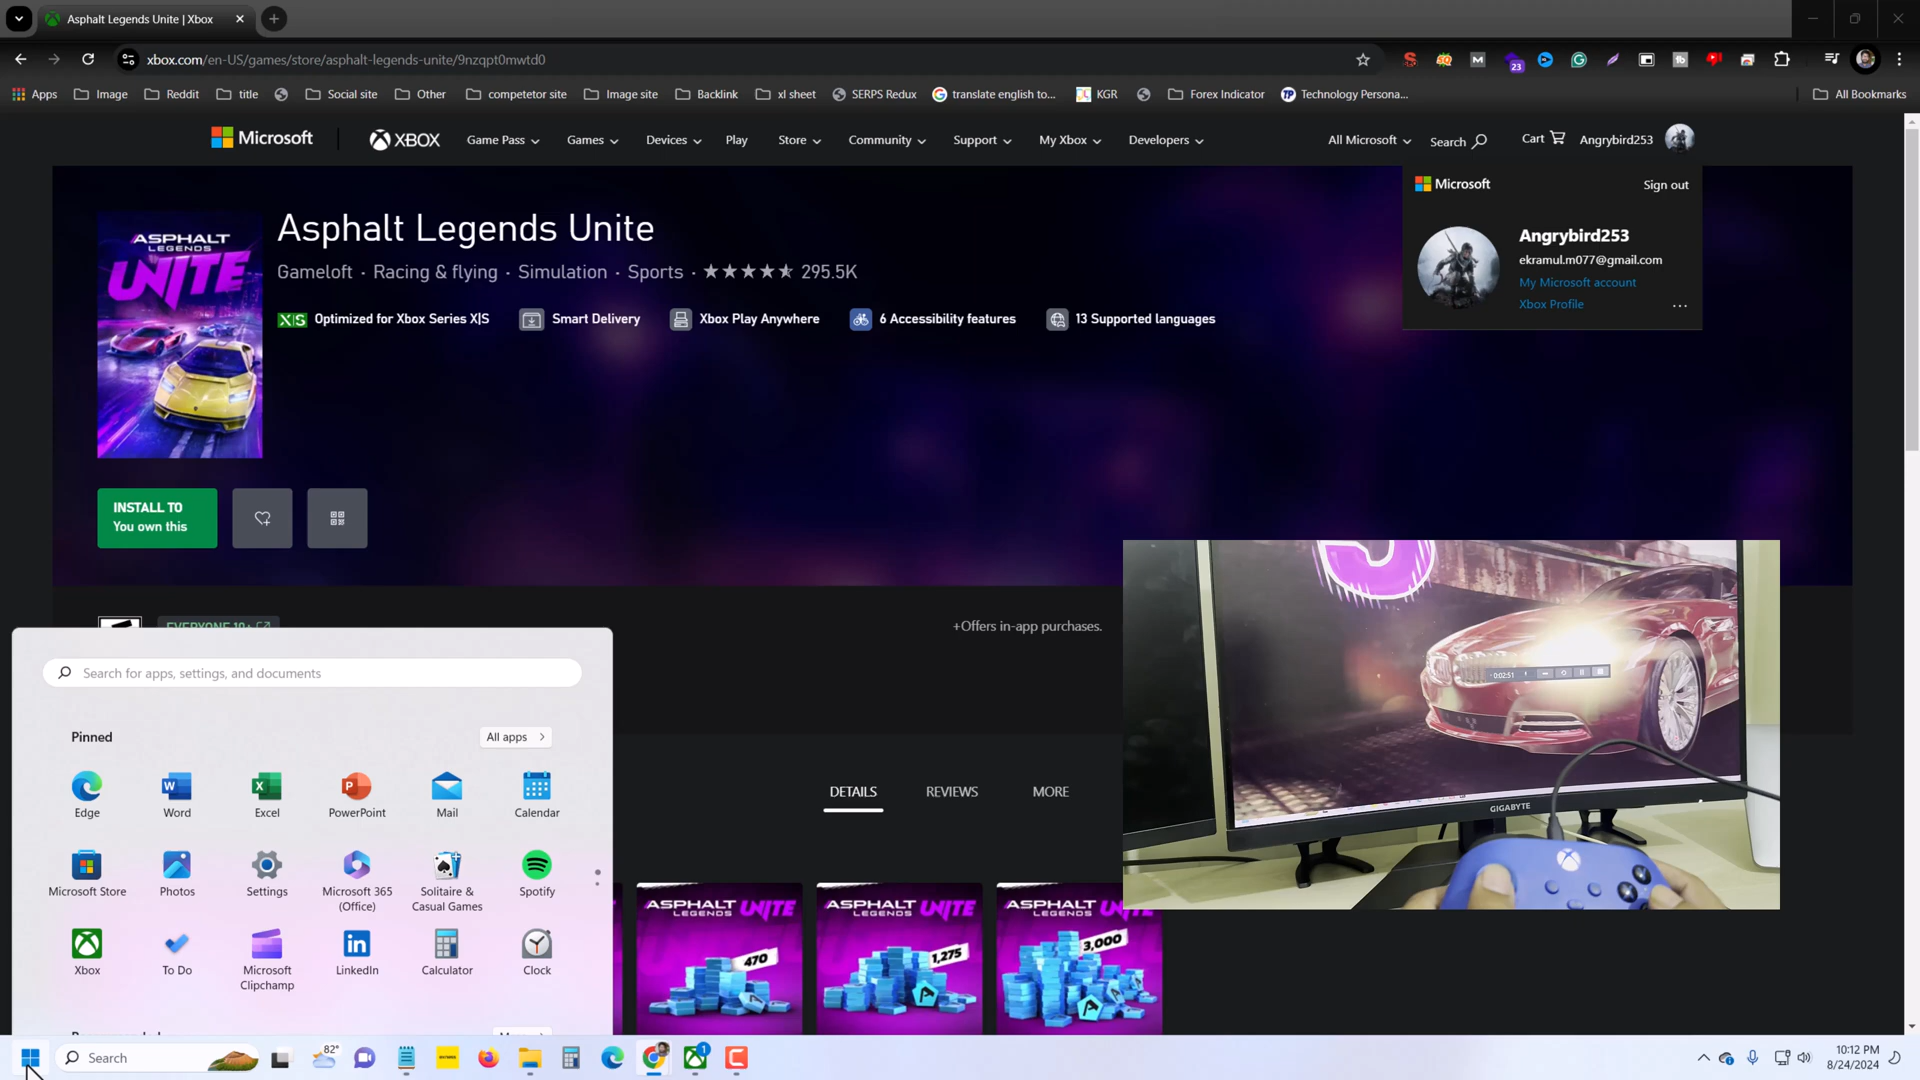 Asphalt Legends Unite | Xbox
xbox.com/en-US/games/store/asphalt-legends-unite/9nzqpt0mwtd0
23
Apps Image Reddit title Social site Other competetor site Image site Backlink xl sheet SERPS Redux translate english to... KGR Forex Indicator Technology Persona... All Bookmarks
Microsoft XBOX Game Pass Games Devices Play Store Community Support My Xbox Developers All Microsoft Search Cart Angrybird253
Microsoft Sign out
Angrybird253
ekramul.m077@gmail.com
My Microsoft account
Xbox Profile
ASPHALT
LEGENDS
UNITE
Asphalt Legends Unite
Gameloft · Racing & flying · Simulation · Sports · 295.5K
X|S Optimized for Xbox Series X|S Smart Delivery Xbox Play Anywhere 6 Accessibility features 13 Supported languages
INSTALL TO
You own this
EVERYONE 10+
+Offers in-app purchases.
DETAILS REVIEWS MORE
ASPHALT LEGENDS UNITE
470
ASPHALT LEGENDS UNITE
1,275
ASPHALT LEGENDS
3,000
0:02:51
GIGABYTE
Search for apps, settings, and documents
Pinned All apps
Edge Word Excel PowerPoint Mail Calendar
Microsoft Store Photos Settings Microsoft 365 (Office) Solitaire & Casual Games Spotify
Xbox To Do Microsoft Clipchamp LinkedIn Calculator Clock
Search
82°
1
10:12 PM
8/24/2024